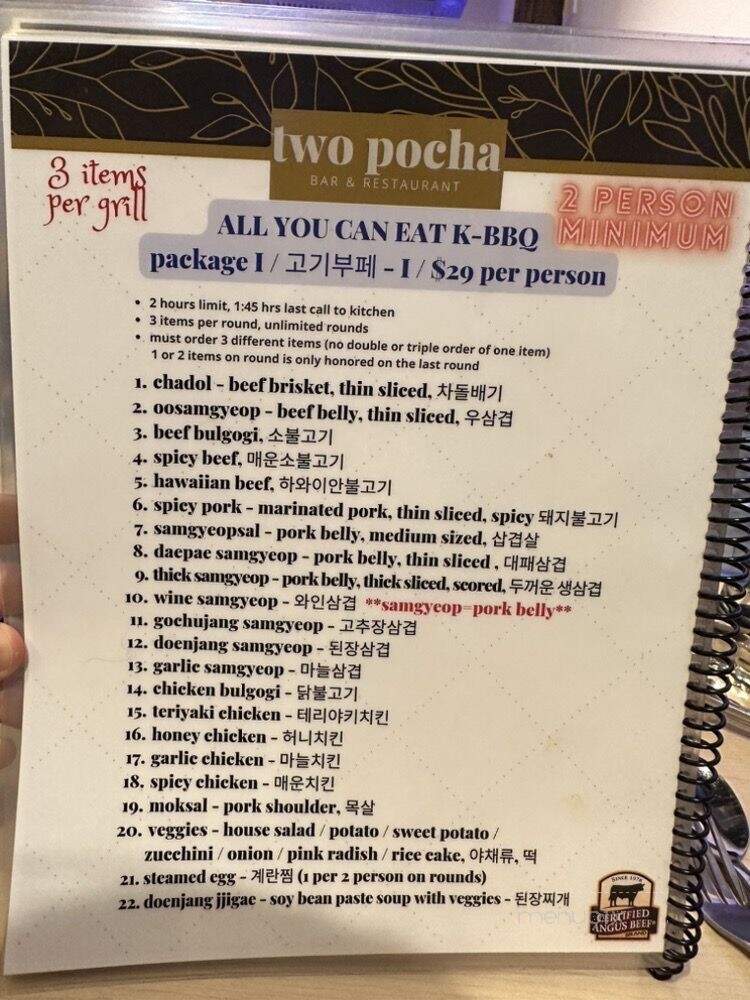 two pocha
BAR & RESTAURANT
3 items
per grill
2 PERSON
MINIMUM
ALL YOU CAN EAT K-BBQ
package I / 고기부페 - I / $29 per person
• 2 hours limit, 1:45 hrs last call to kitchen
• 3 items per round, unlimited rounds
• must order 3 different items (no double or triple order of one item)
1 or 2 items on round is only honored on the last round
1. chadol - beef brisket, thin sliced, 차돌배기
2. oosamgyeop - beef belly, thin sliced, 우삼겹
3. beef bulgogi, 소불고기
4. spicy beef, 매운소불고기
5. hawaiian beef, 하와이안불고기
6. spicy pork - marinated pork, thin sliced, spicy 돼지불고기
7. samgyeopsal - pork belly, medium sized, 삽겹살
8. daepae samgyeop - pork belly, thin sliced , 대패삼겹
9. thick samgyeop - pork belly, thick sliced, scored, 두꺼운 생삼겹
10. wine samgyeop - 와인삼겹 **samgyeop=pork belly**
11. gochujang samgyeop - 고추장삼겹
12. doenjang samgyeop - 된장삼겹
13. garlic samgyeop - 마늘삼겹
14. chicken bulgogi - 닭불고기
15. teriyaki chicken - 테리야키치킨
16. honey chicken - 허니치킨
17. garlic chicken - 마늘치킨
18. spicy chicken - 매운치킨
19. moksal - pork shoulder, 목살
20. veggies - house salad / potato / sweet potato /
zucchini / onion / pink radish / rice cake, 야채류, 떡
21. steamed egg - 계란찜 (1 per 2 person on rounds)
22. doenjang jjigae - soy bean paste soup with veggies - 된장찌개
SINCE 1978
CERTIFIED
ANGUS BEEF®
BRAND